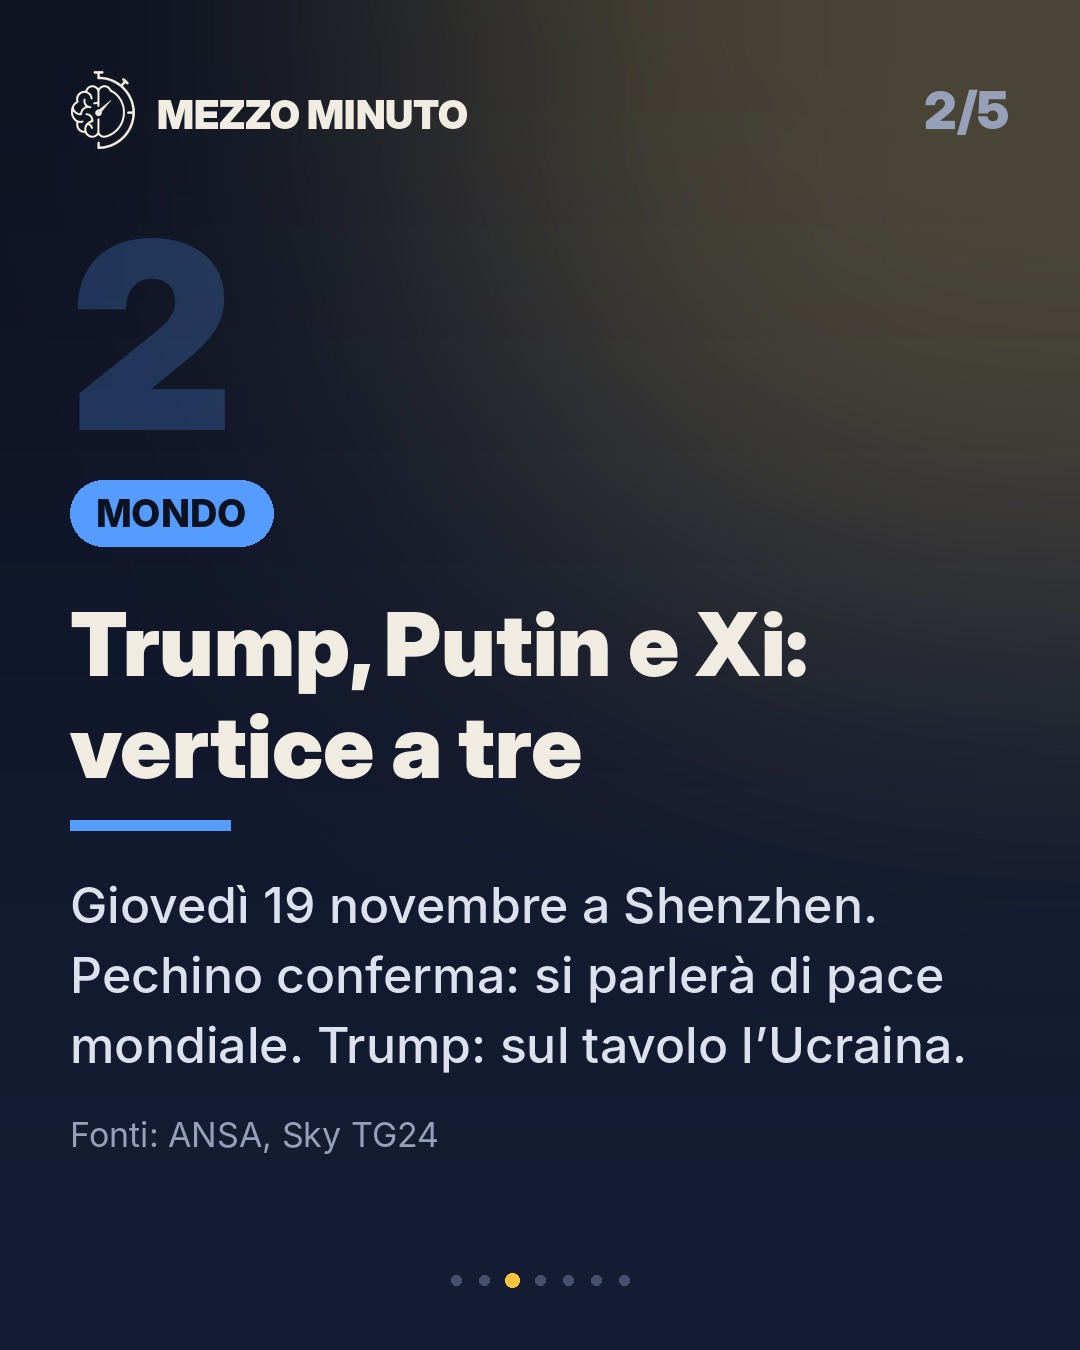 MEZZO MINUTO
2/5
2
MONDO
Trump, Putin e Xi:
vertice a tre
Giovedì 19 novembre a Shenzhen.
Pechino conferma: si parlerà di pace
mondiale. Trump: sul tavolo l’Ucraina.
Fonti: ANSA, Sky TG24